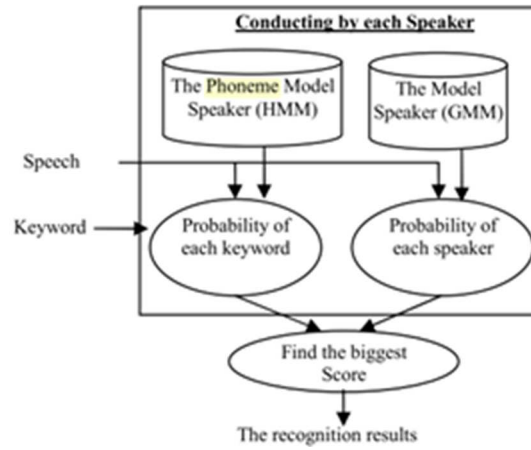 Conducting by each Speaker
The Phoneme Model
Speaker (HMM)
The Model
Speaker (GMM)
Speech
Keyword
Probability of
each keyword
Probability of
each speaker
Find the biggest
Score
The recognition results